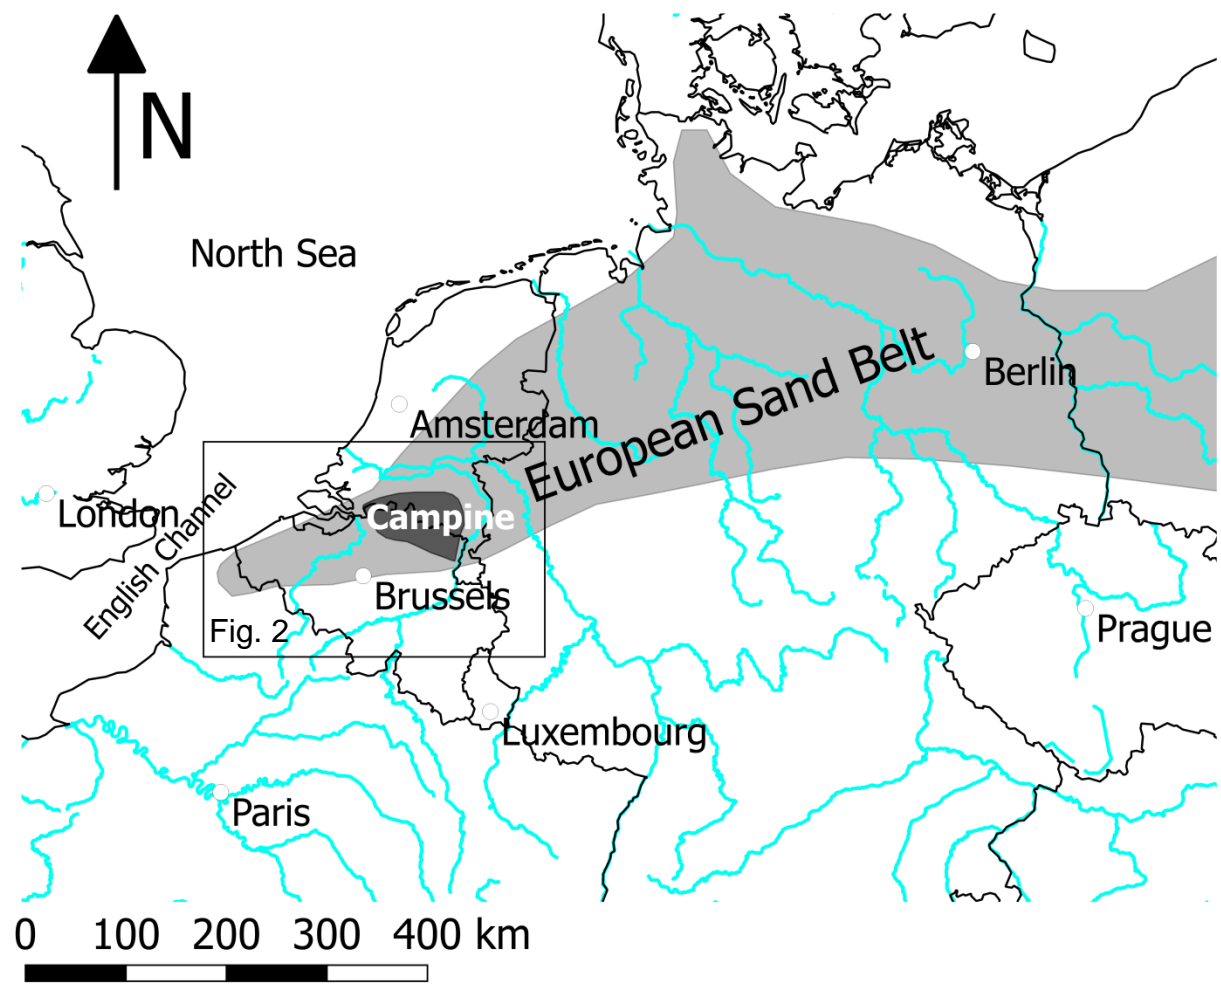 N
North Sea
Berlin
European Sand Belt
Amsterdam
London
Campine
English Channel
Brussels
Fig. 2
Prague
Luxembourg
Paris
0 100 200 300 400 km